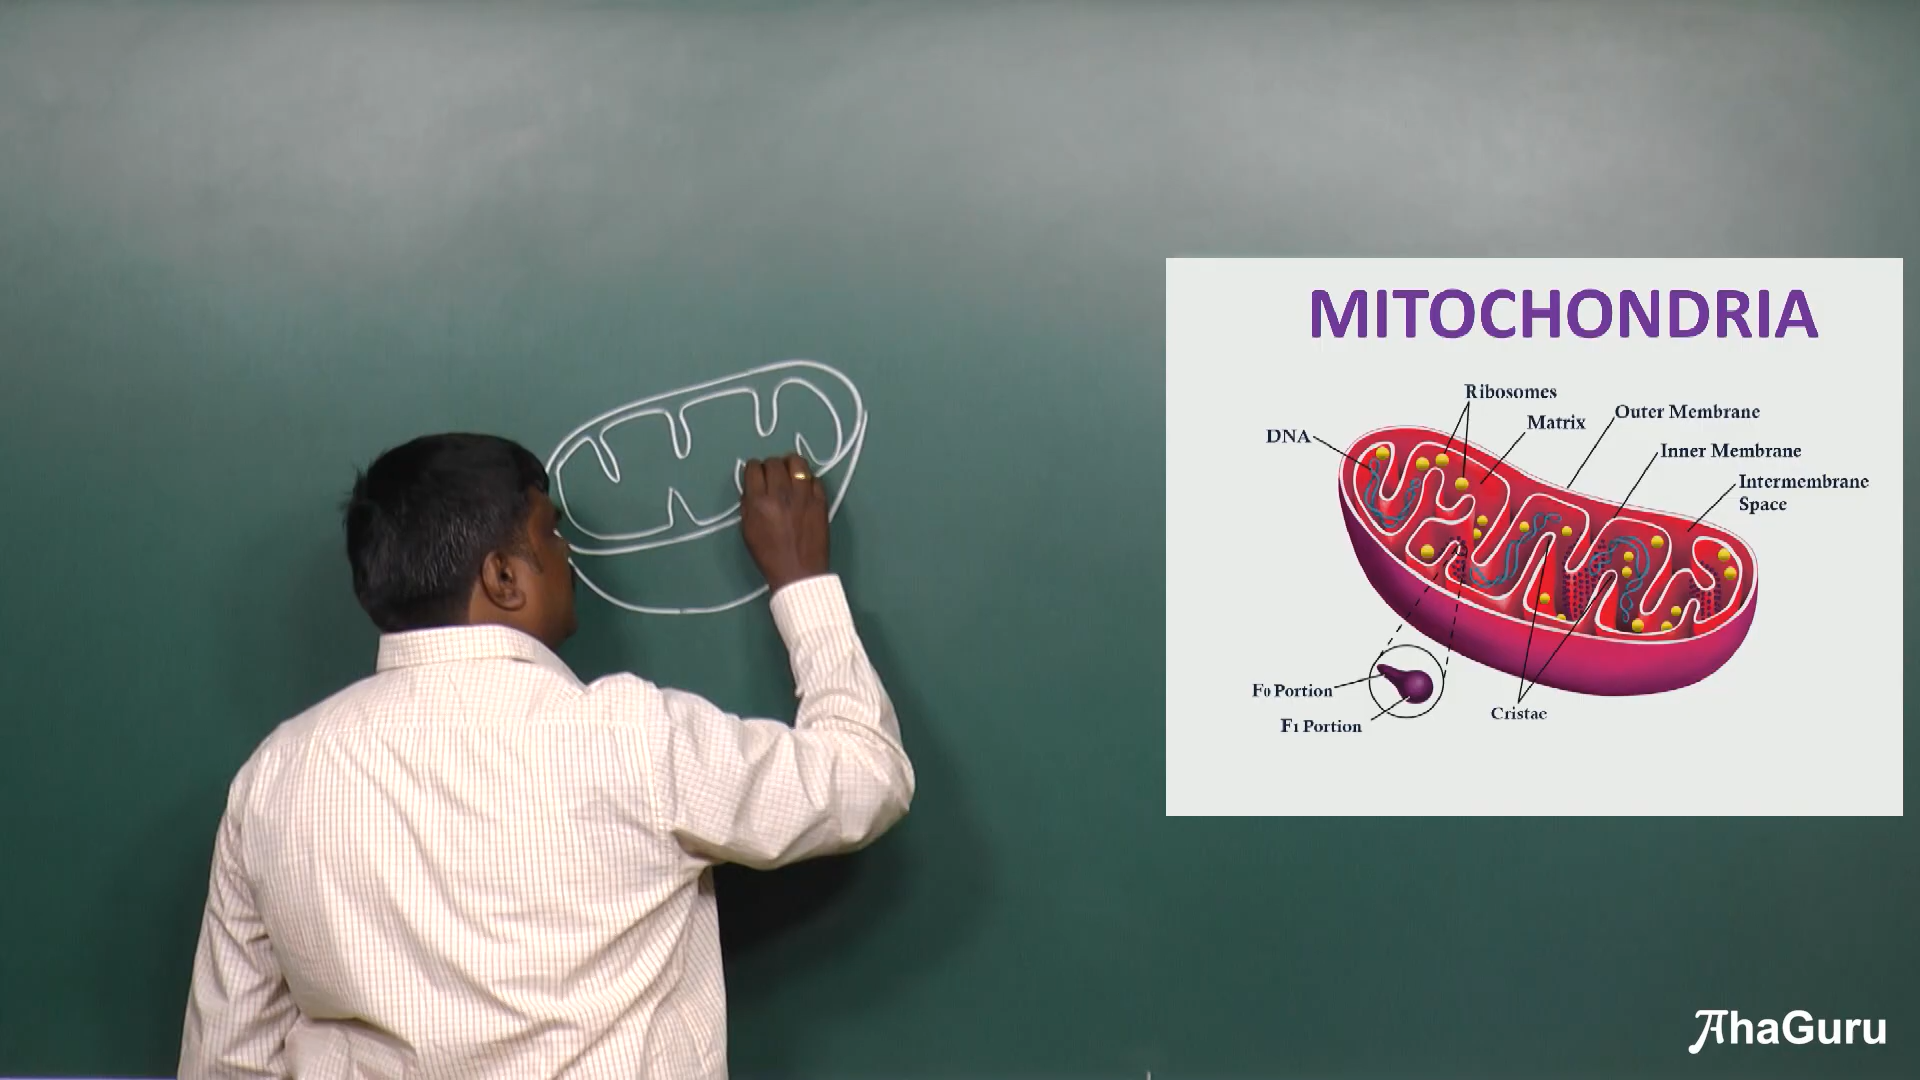 MITOCHONDRIA
Ribosomes
Matrix
Outer Membrane
DNA
Inner Membrane
Intermembrane
Space
F0 Portion
F1 Portion
Cristae
AhaGuru